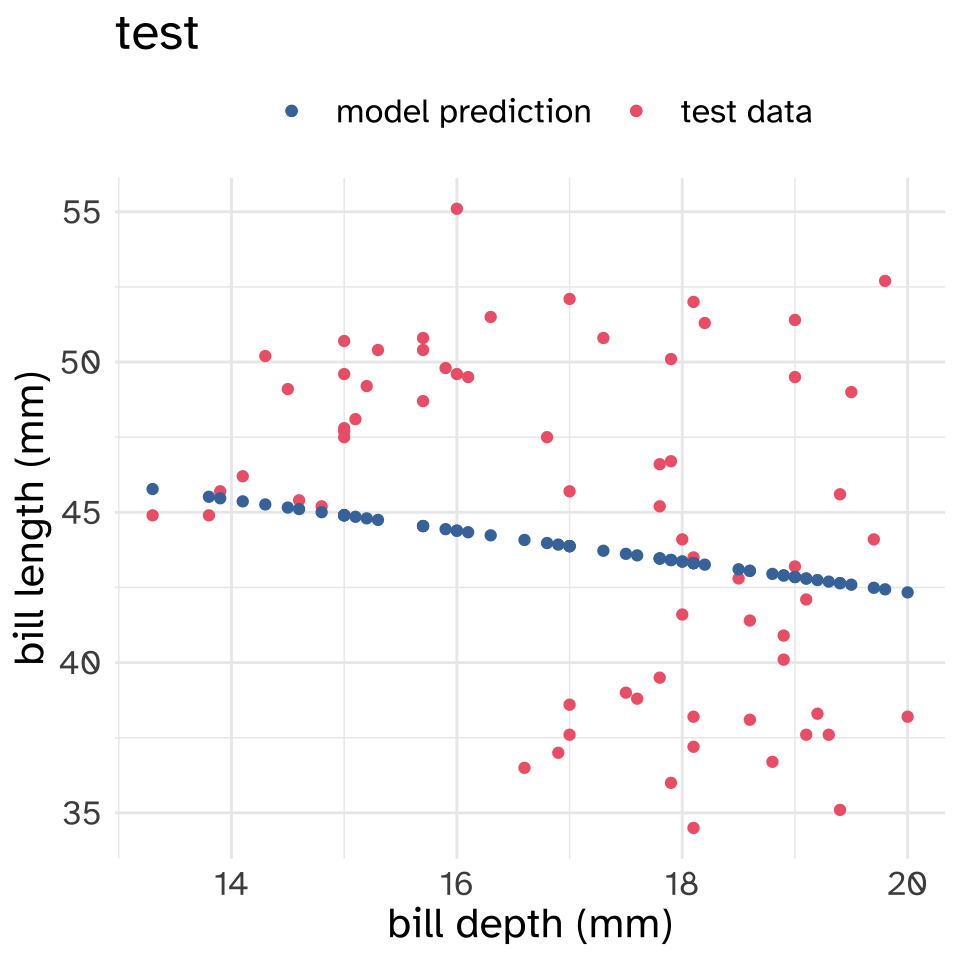 test
model prediction test data
55
50
45
40
35
bill length (mm)
14 16 18 20
bill depth (mm)